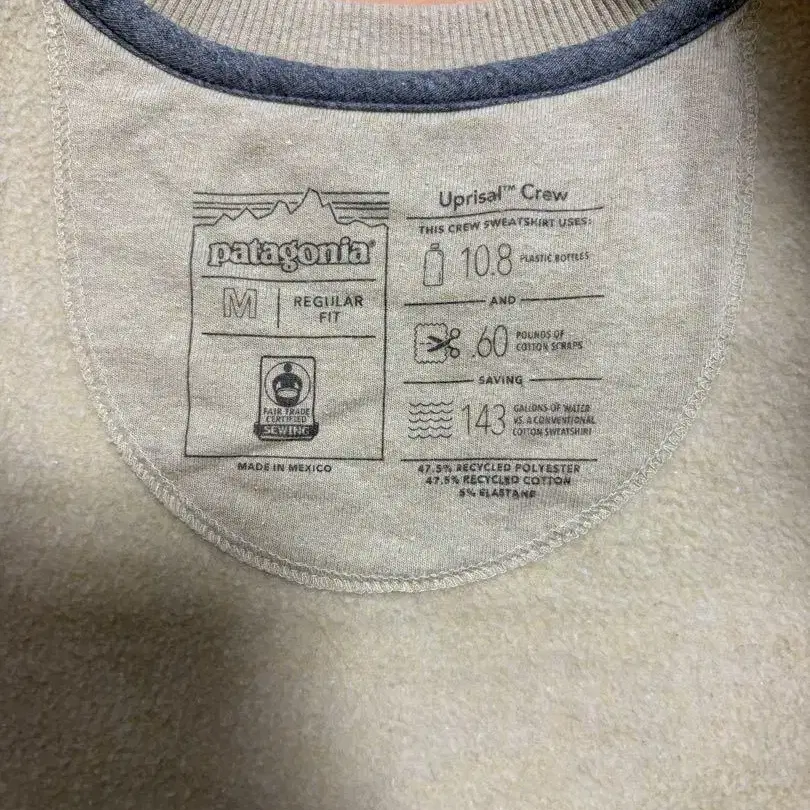 patagonia®
M
REGULAR
FIT
FAIR TRADE
CERTIFIED
SEWING
MADE IN MEXICO
Uprisal™ Crew
THIS CREW SWEATSHIRT USES:
10.8 PLASTIC BOTTLES
AND
.60 POUNDS OF
COTTON SCRAPS
SAVING
143 GALLONS OF WATER
VS. A CONVENTIONAL
COTTON SWEATSHIRT
47.5% RECYCLED POLYESTER
47.5% RECYCLED COTTON
5% ELASTANE